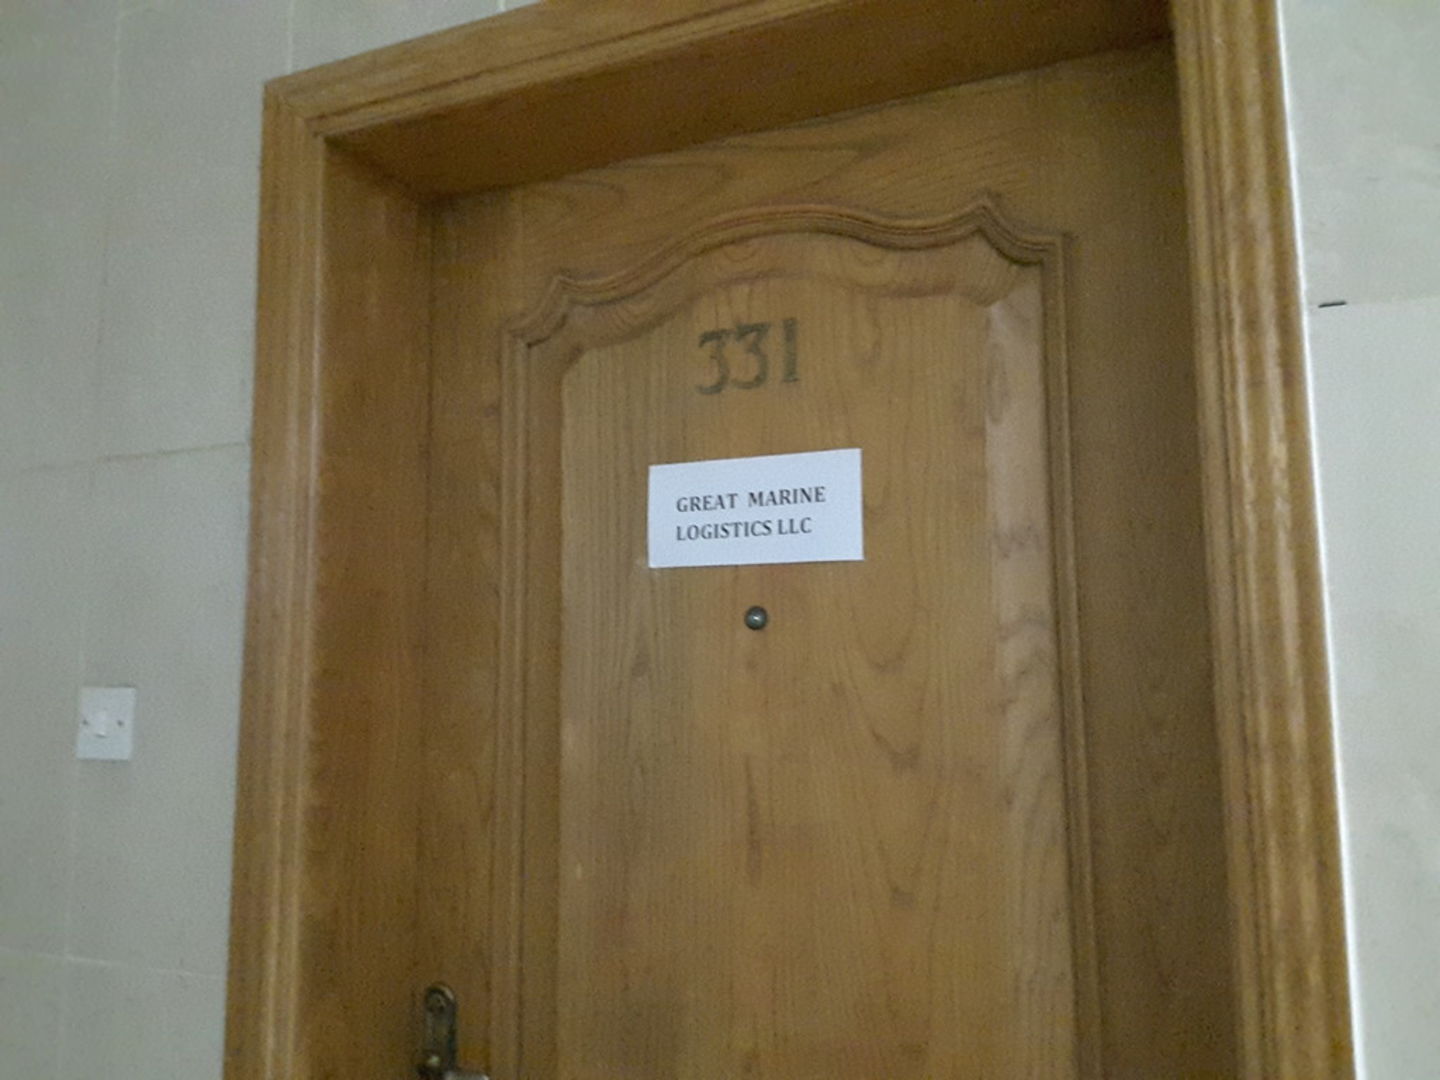 331
GREAT MARINE
LOGISTICS LLC